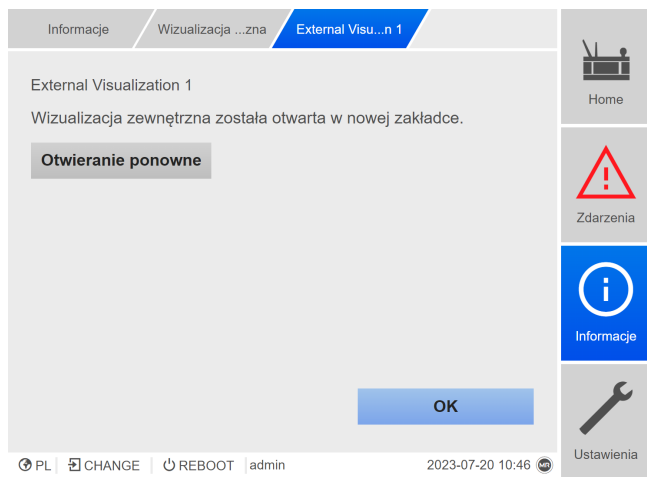 Informacje
Wizualizacja ...zna
External Visu...n 1
External Visualization 1
Wizualizacja zewnętrzna została otwarta w nowej zakładce.
Otwieranie ponowne
OK
Home
Zdarzenia
Informacje
Ustawienia
PL CHANGE REBOOT admin 2023-07-20 10:46 MR